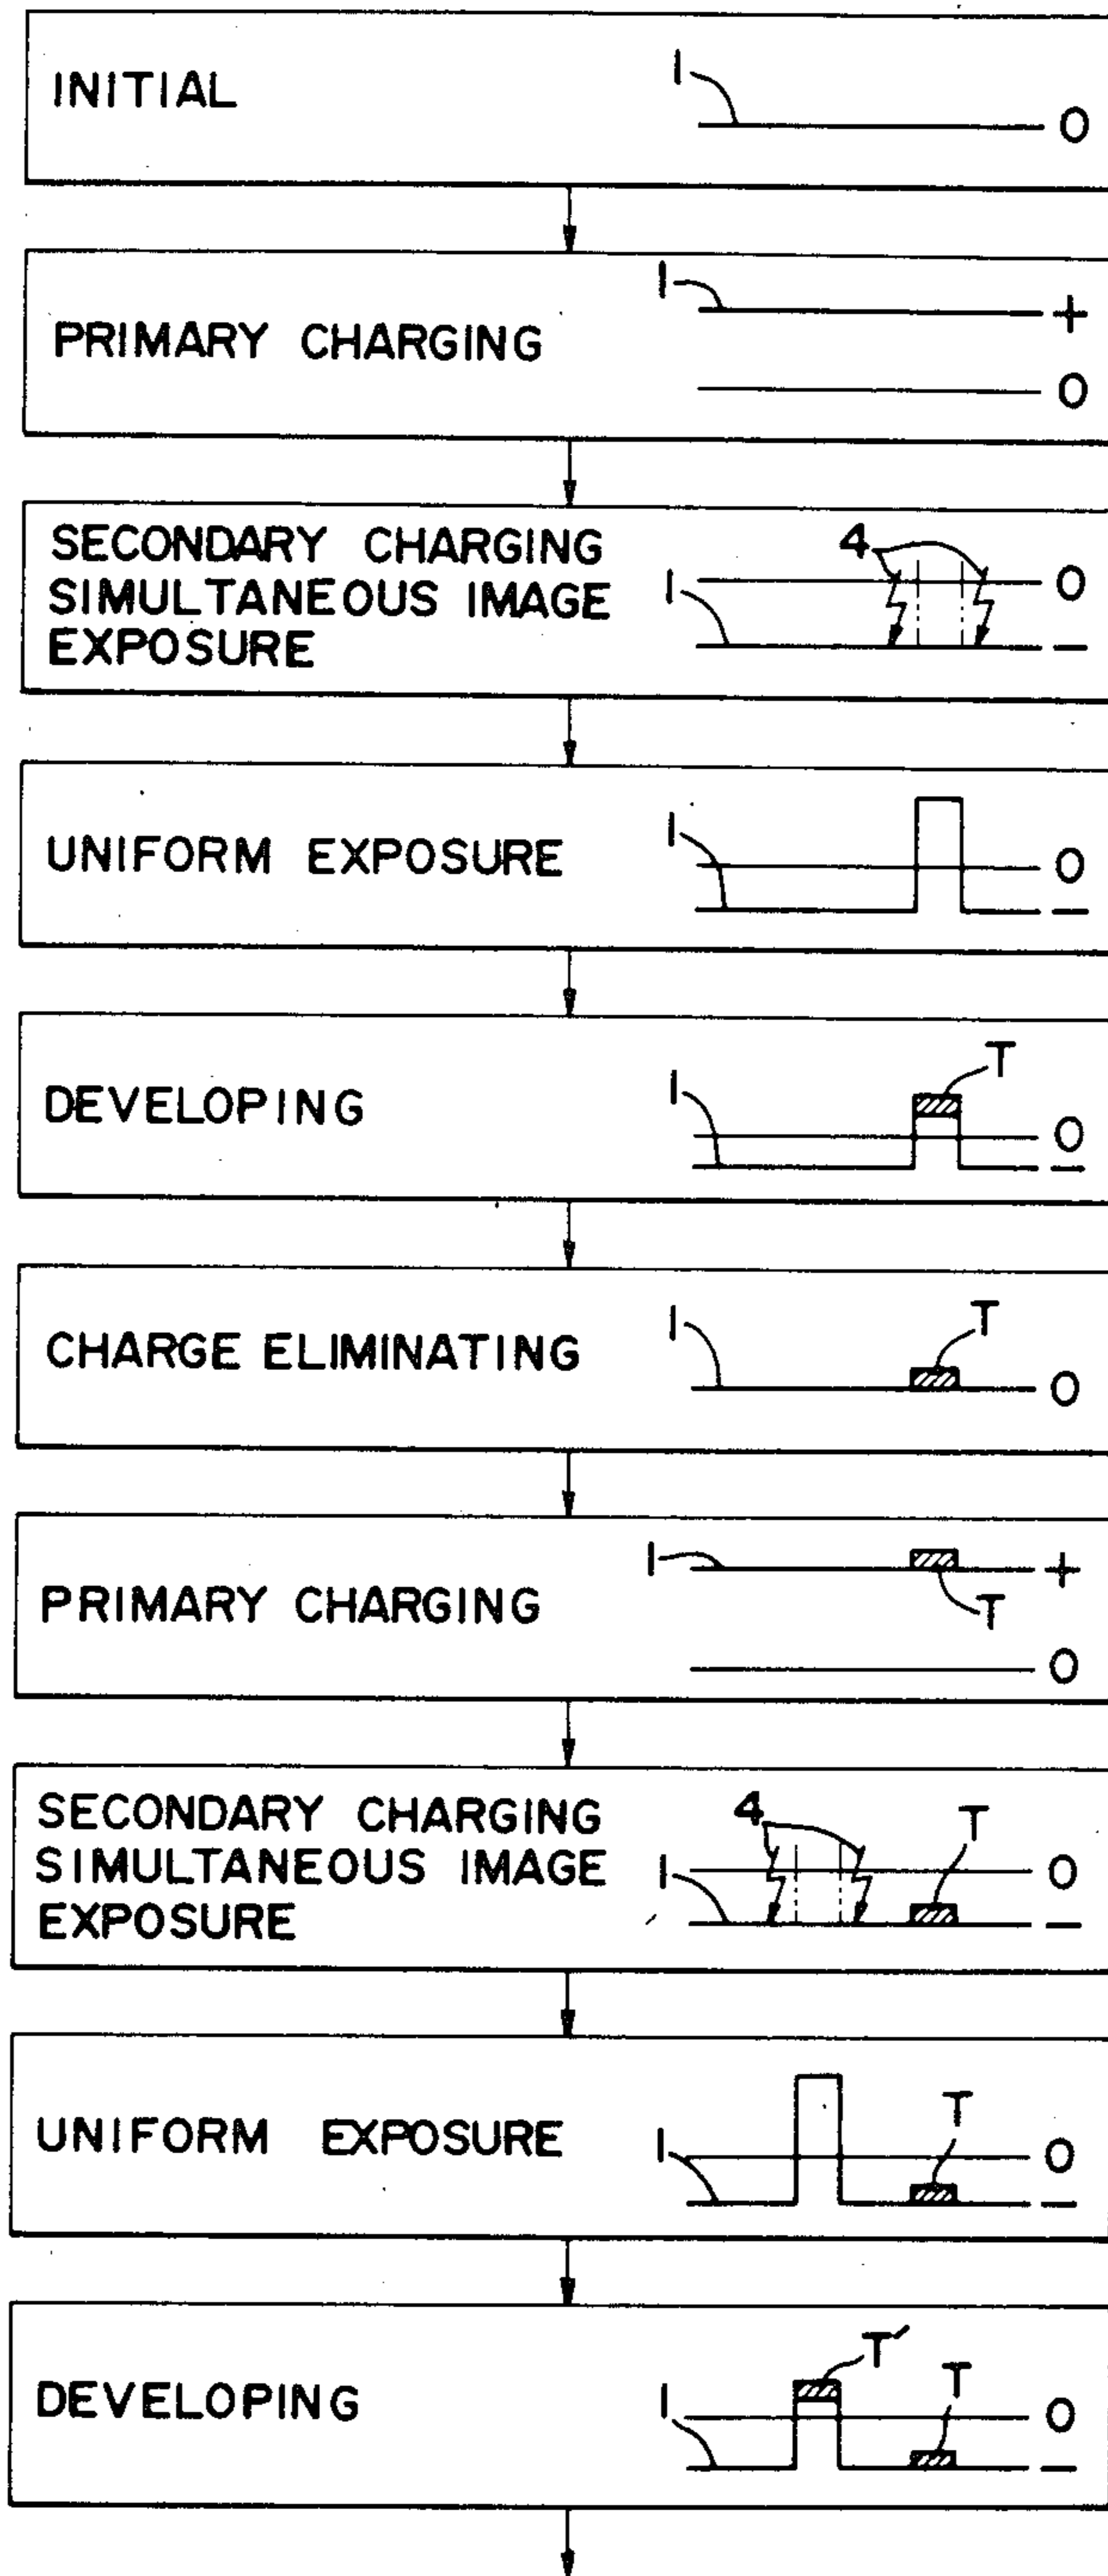 INITIAL
1
0
PRIMARY CHARGING
1
+
0
SECONDARY CHARGING
SIMULTANEOUS IMAGE
EXPOSURE
4
1
0
−
UNIFORM EXPOSURE
1
0
−
DEVELOPING
1
T
0
−
CHARGE ELIMINATING
1
T
0
PRIMARY CHARGING
1
+
T
0
SECONDARY CHARGING
SIMULTANEOUS IMAGE
EXPOSURE
4
T
1
0
−
UNIFORM EXPOSURE
T
1
0
−
DEVELOPING
T′
T
1
0
−